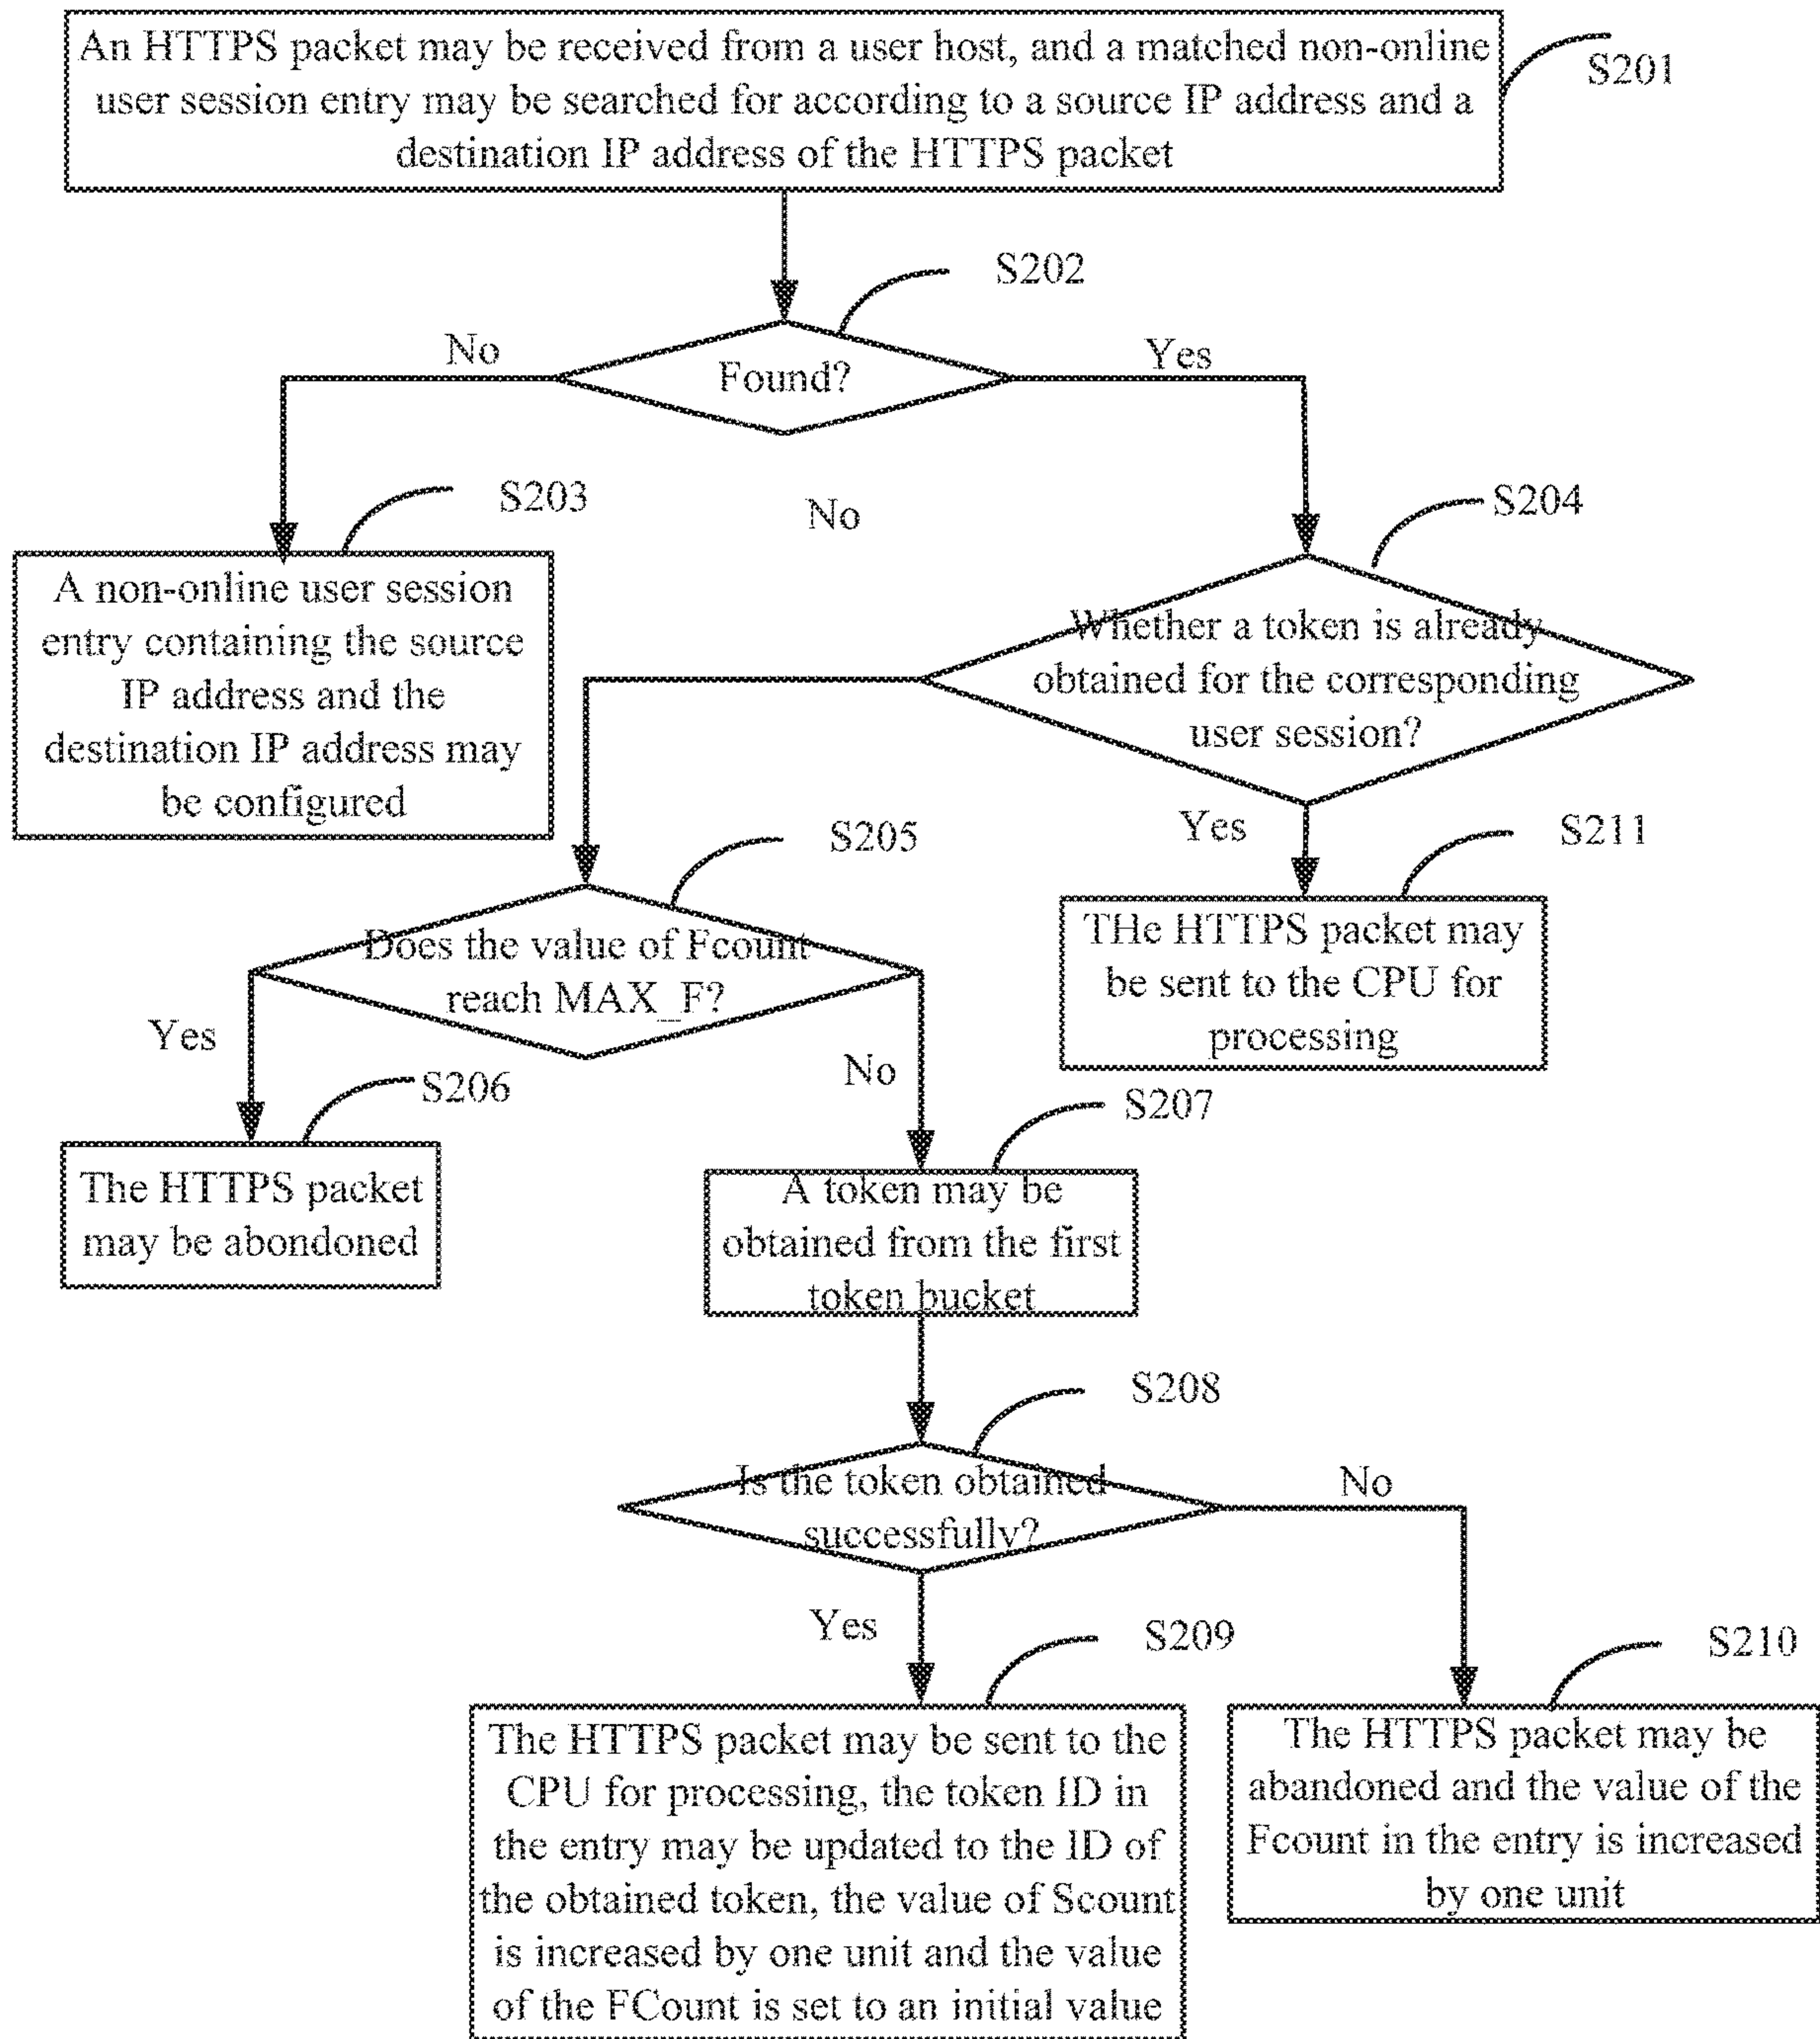 An HTTPS packet may be received from a user host, and a matched non-online
user session entry may be searched for according to a source IP address and a
destination IP address of the HTTPS packet
S201
S202
No
Found?
Yes
S203
No
S204
A non-online user session
entry containing the source
IP address and the
destination IP address may
be configured
Whether a token is already
obtained for the corresponding
user session?
S205
Yes
S211
Does the value of Fcount
reach MAX_F?
THe HTTPS packet may
be sent to the CPU for
processing
Yes
No
S206
S207
The HTTPS packet
may be abondoned
A token may be
obtained from the first
token bucket
S208
Is the token obtained
successfully?
No
Yes
S209
S210
The HTTPS packet may be sent to the
CPU for processing, the token ID in
the entry may be updated to the ID of
the obtained token, the value of Scount
is increased by one unit and the value
of the FCount is set to an initial value
The HTTPS packet may be
abandoned and the value of the
Fcount in the entry is increased
by one unit